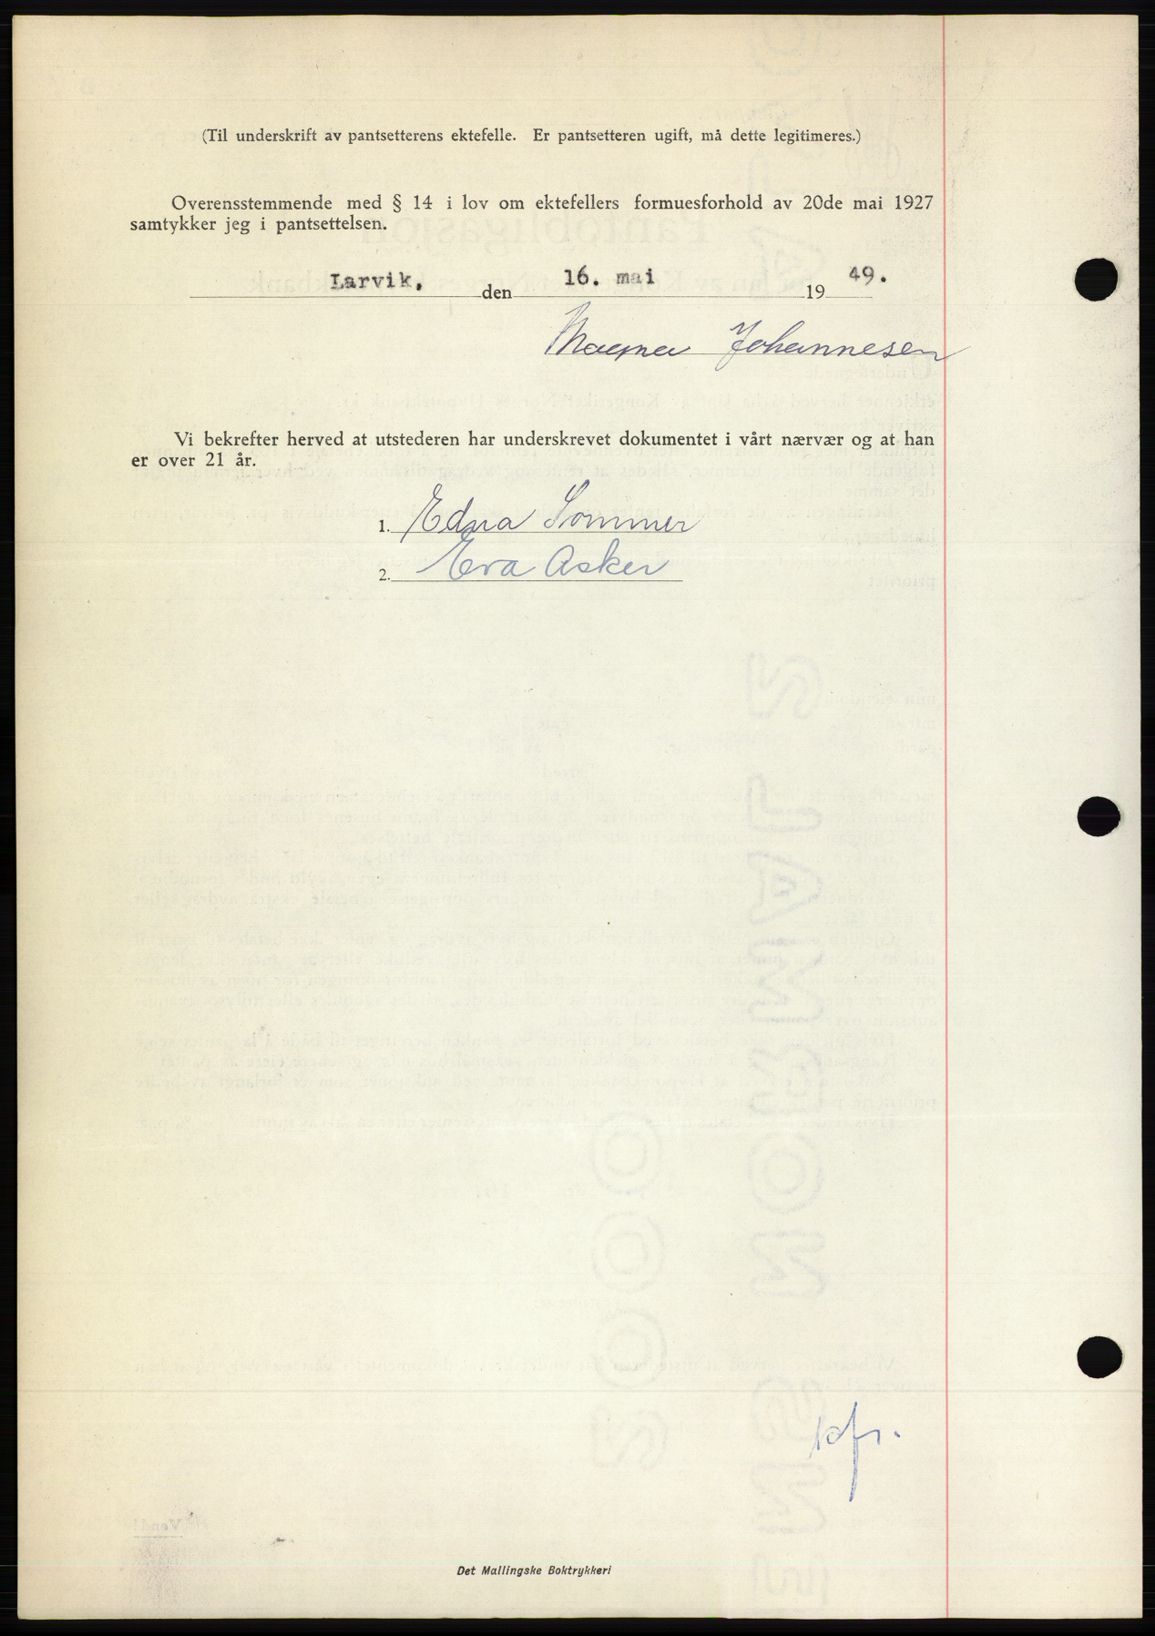 (Til underskrift av pantsetterens ektefelle. Er pantsetteren ugift, må dette legitimeres.)
Overensstemmende med § 14 i lov om ektefellers formuesforhold av 20de mai 1927
samtykker jeg i pantsettelsen.
Larvik, den 16. mai 1949.
Magna Johannesen
Vi bekrefter herved at utstederen har underskrevet dokumentet i vårt nærvær og at han
er over 21 år.
1. Edna Sommer
2. Eva Asker
kfr.
Det Mallingske Boktrykkeri